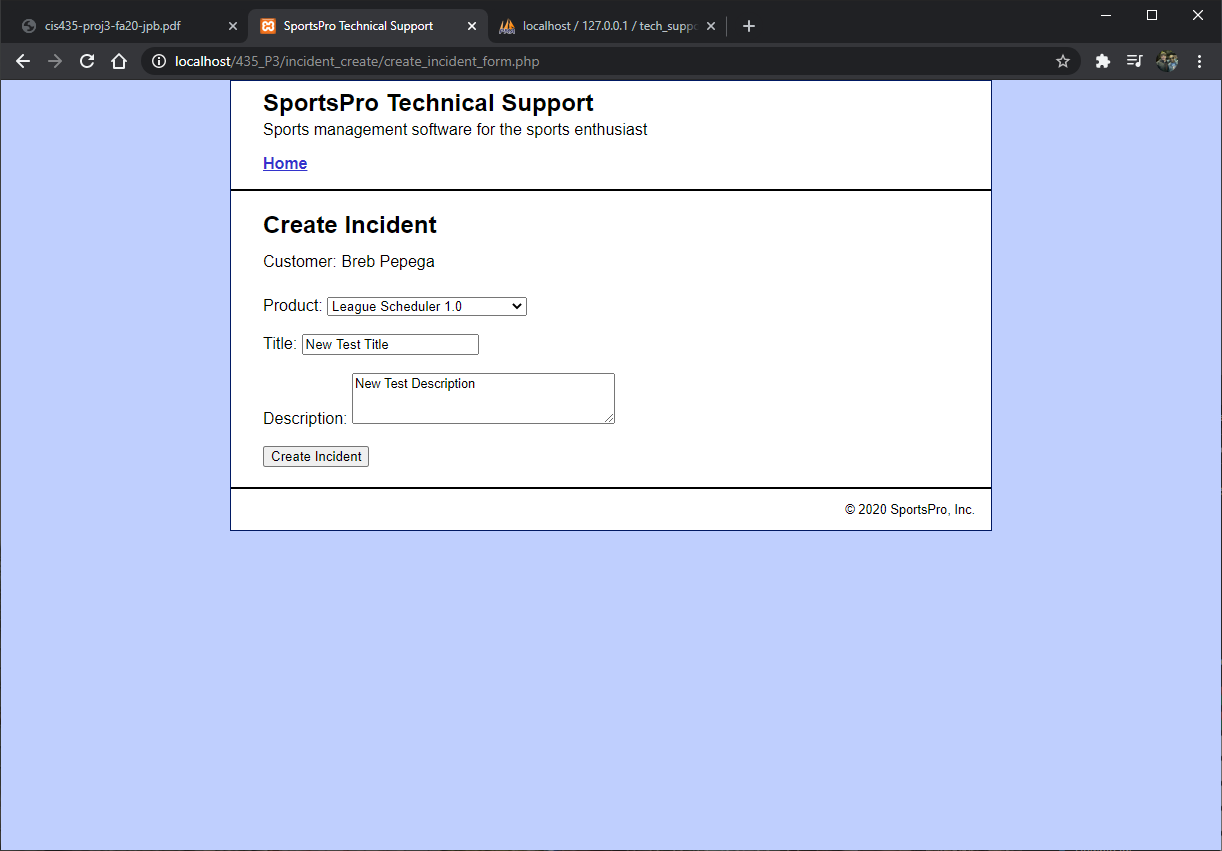 cis435-proj3-fa20-jpb.pdf
SportsPro Technical Support
localhost / 127.0.0.1 / tech_suppo
localhost/435_P3/incident_create/create_incident_form.php
SportsPro Technical Support
Sports management software for the sports enthusiast
Home
Create Incident
Customer: Breb Pepega
Product: League Scheduler 1.0
Title: New Test Title
Description: New Test Description
Create Incident
© 2020 SportsPro, Inc.